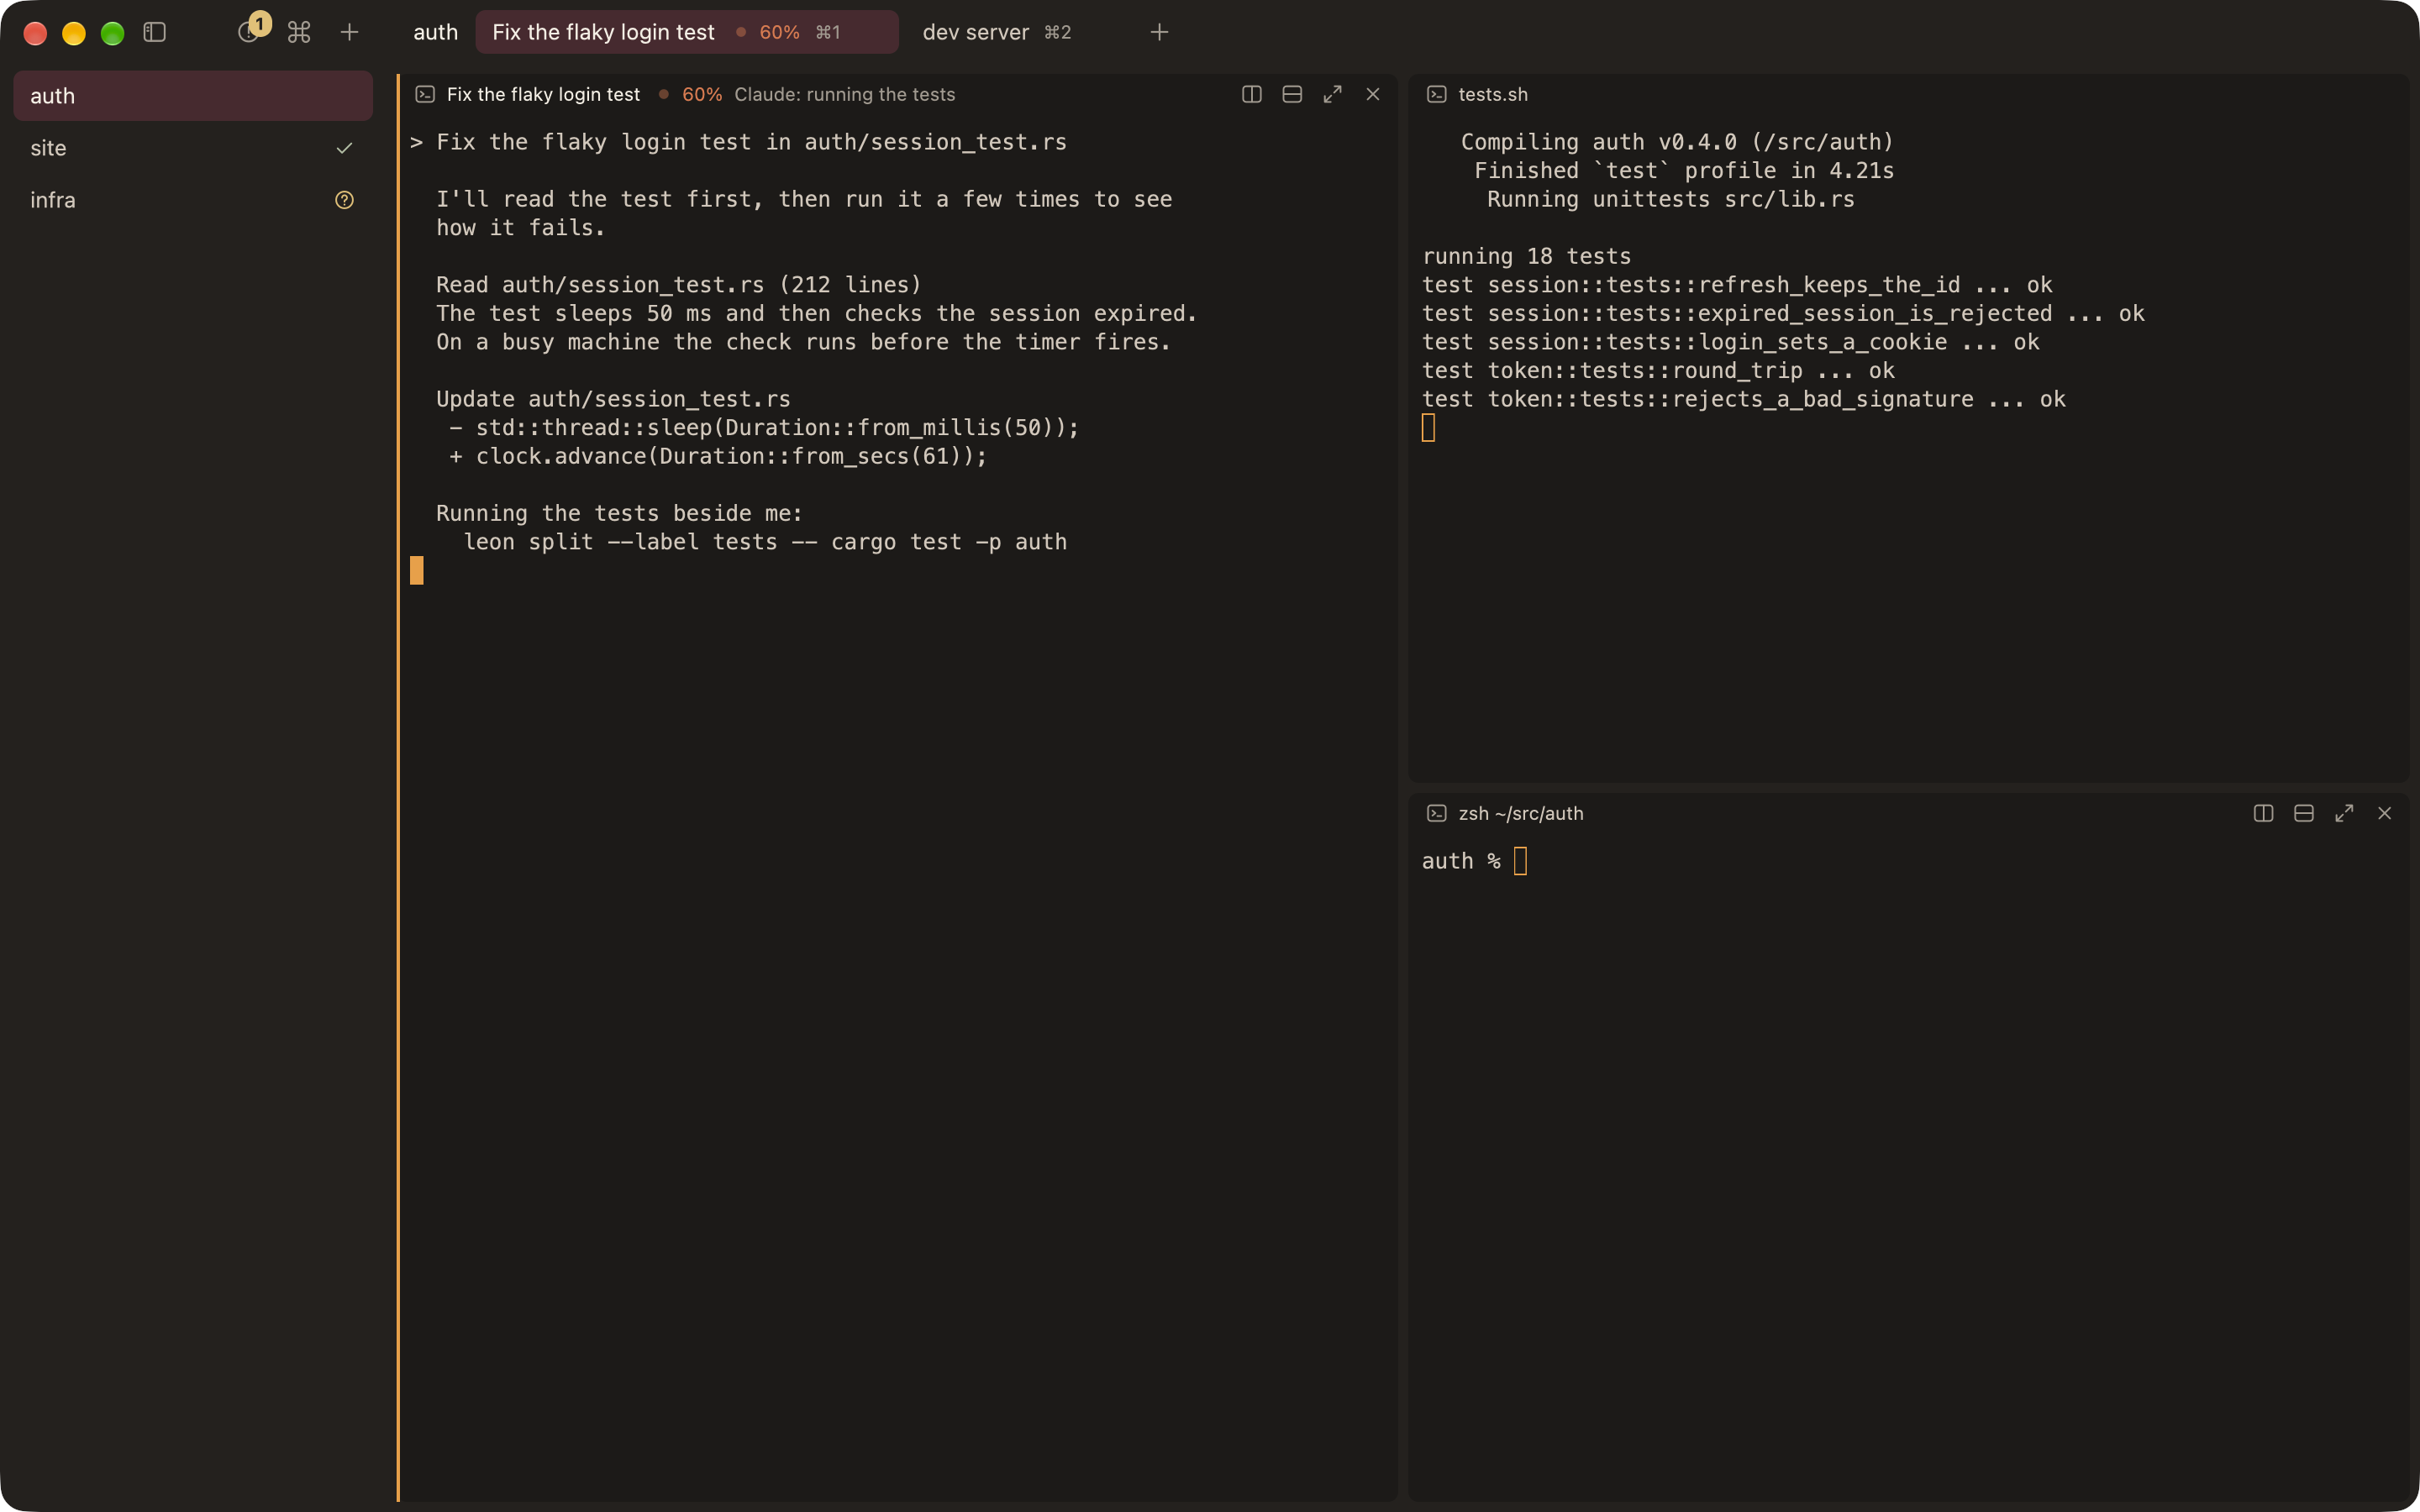 1
auth
Fix the flaky login test 60% ⌘1
dev server ⌘2
auth
site
infra
Fix the flaky login test 60% Claude: running the tests
> Fix the flaky login test in auth/session_test.rs
I'll read the test first, then run it a few times to see
how it fails.
Read auth/session_test.rs (212 lines)
The test sleeps 50 ms and then checks the session expired.
On a busy machine the check runs before the timer fires.
Update auth/session_test.rs
- std::thread::sleep(Duration::from_millis(50));
+ clock.advance(Duration::from_secs(61));
Running the tests beside me:
leon split --label tests -- cargo test -p auth
tests.sh
Compiling auth v0.4.0 (/src/auth)
Finished `test` profile in 4.21s
Running unittests src/lib.rs
running 18 tests
test session::tests::refresh_keeps_the_id ... ok
test session::tests::expired_session_is_rejected ... ok
test session::tests::login_sets_a_cookie ... ok
test token::tests::round_trip ... ok
test token::tests::rejects_a_bad_signature ... ok
zsh ~/src/auth
auth %